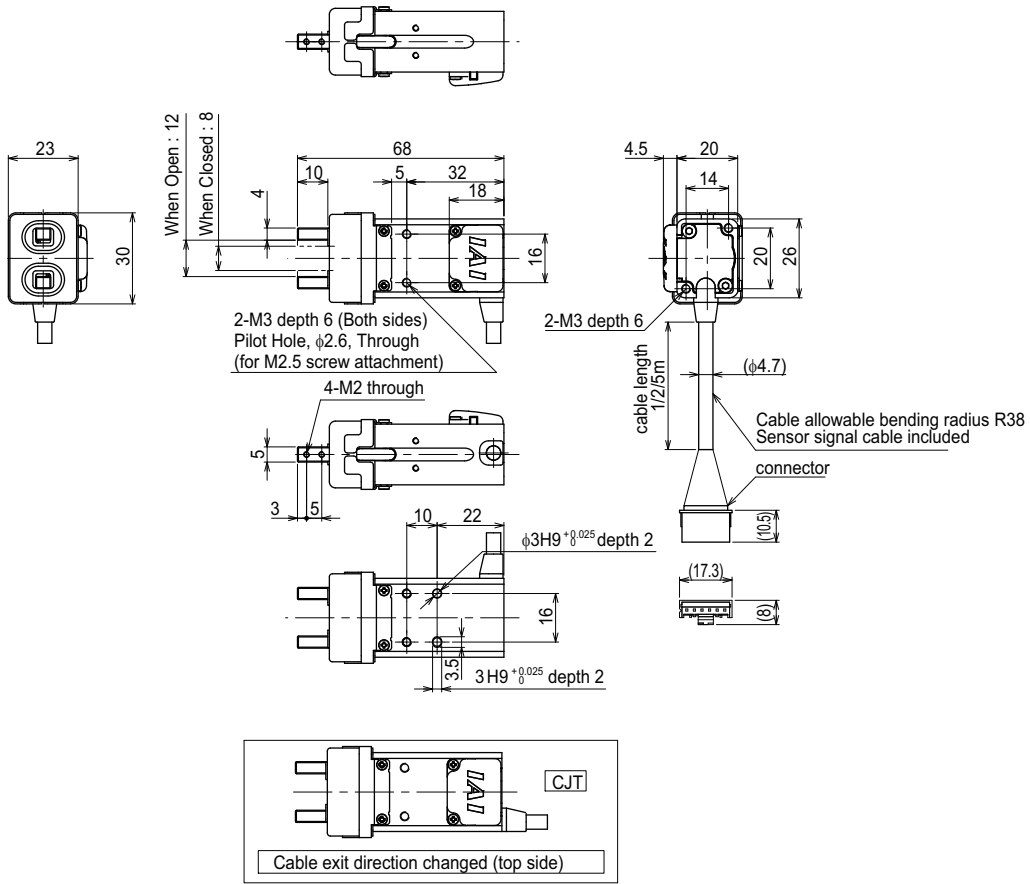 When Open : 12
When Closed : 8
23
30
68
10
5
32
18
4
16
IAI
4.5
20
14
20
26
2-M3 depth 6 (Both sides)
Pilot Hole, ϕ2.6, Through
(for M2.5 screw attachment)
2-M3 depth 6
cable length
1/2/5m
(ϕ4.7)
Cable allowable bending radius R38
Sensor signal cable included
connector
(10.5)
(17.3)
(8)
4-M2 through
5
3
5
10
22
ϕ3H9 +0.025 0 depth 2
16
3.5
3H9 +0.025 0 depth 2
IAI
CJT
Cable exit direction changed (top side)